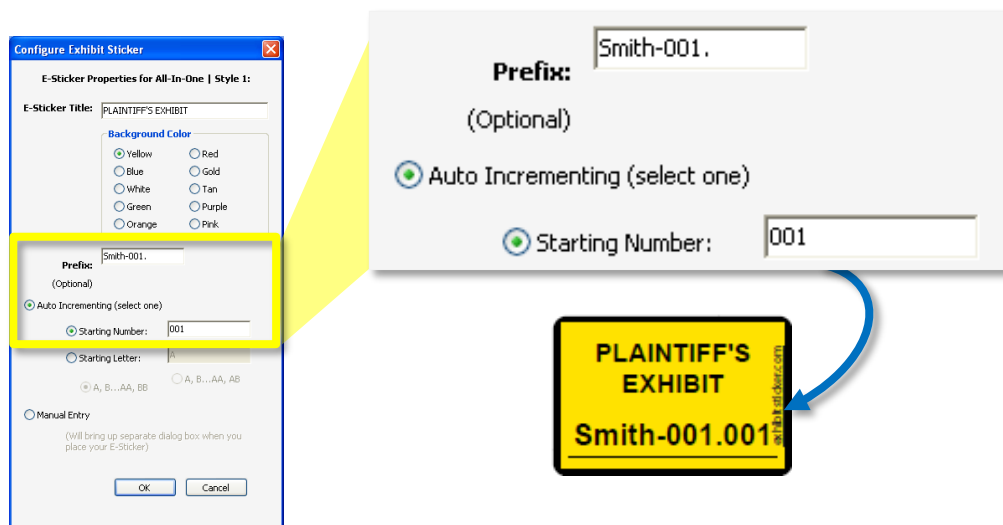 Configure Exhibit Sticker
E-Sticker Properties for All-In-One | Style 1:
E-Sticker Title: PLAINTIFF'S EXHIBIT
Background Color
Yellow Red
Blue Gold
White Tan
Green Purple
Orange Pink
Smith-001.
Prefix:
(Optional)
Auto Incrementing (select one)
Starting Number: 001
Starting Letter: A
A, B...AA, BB A, B...AA, AB
Manual Entry
(Will bring up separate dialog box when you
place your E-Sticker)
OK Cancel
Smith-001.
Prefix:
(Optional)
Auto Incrementing (select one)
Starting Number: 001
PLAINTIFF'S
EXHIBIT
Smith-001.001
exhibitsticker.com